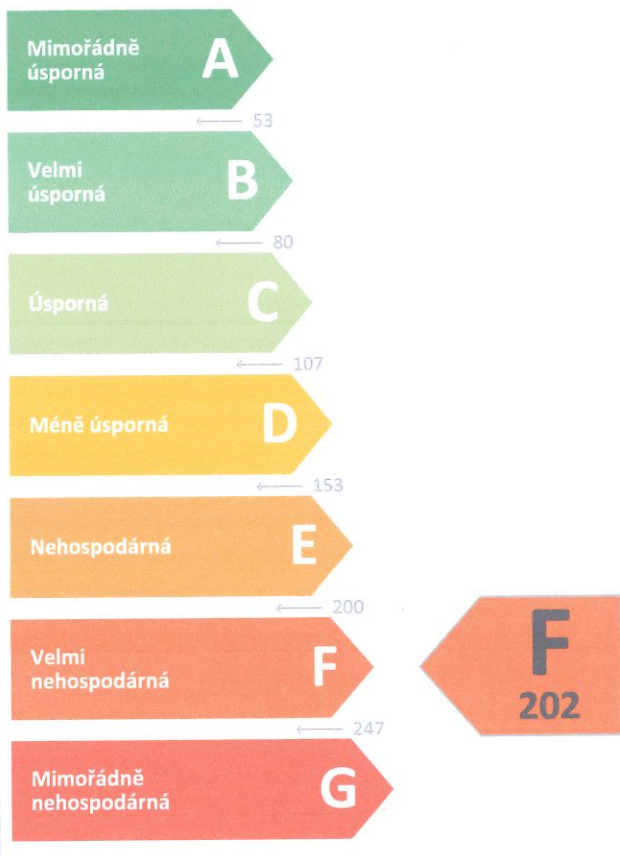 Mimořádně
úsporná
A
53
Velmi
úsporná
B
80
Úsporná
C
107
Méně úsporná
D
153
Nehospodárná
E
200
Velmi
nehospodárná
F
F
202
247
Mimořádně
nehospodárná
G